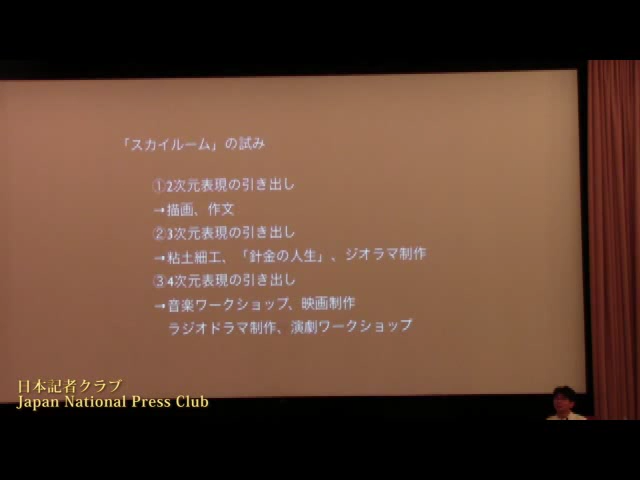 「スカイルーム」の試み
①2次元表現の引き出し
→描画、作文
②3次元表現の引き出し
→粘土細工、「針金の人生」、ジオラマ制作
③4次元表現の引き出し
→音楽ワークショップ、映画制作
ラジオドラマ制作、演劇ワークショップ
日本記者クラブ
Japan National Press Club